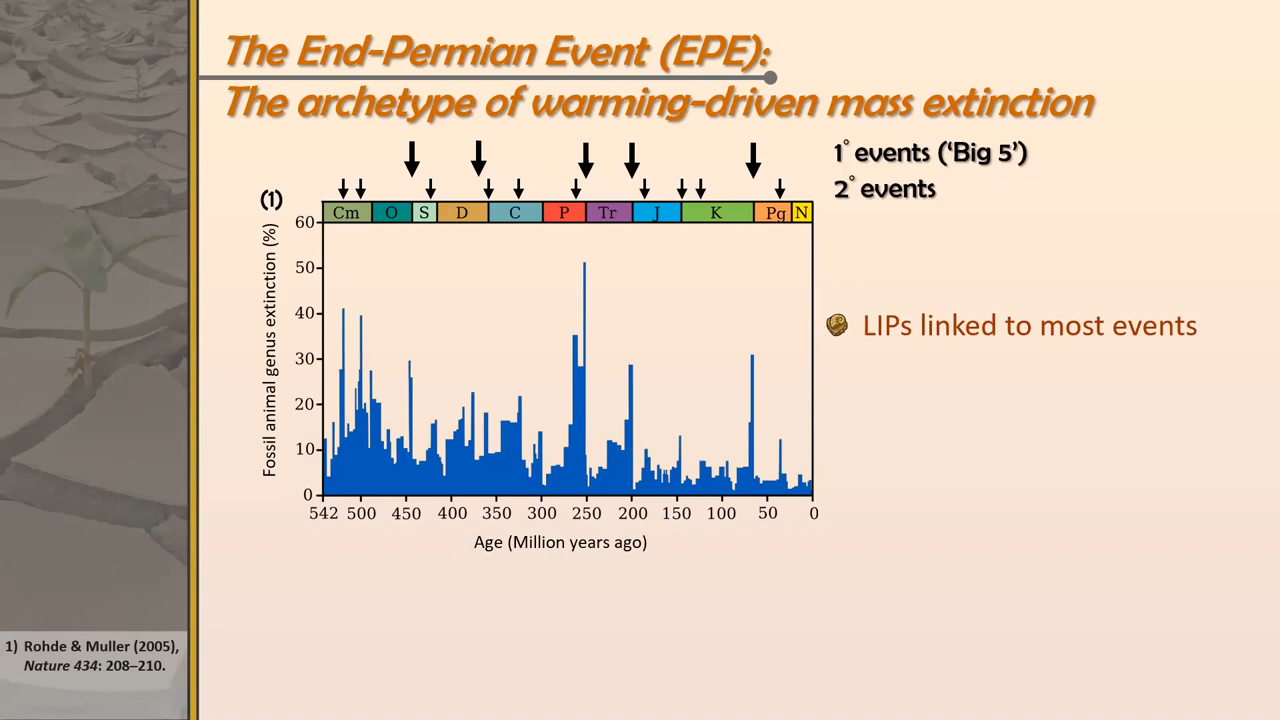 The End-Permian Event (EPE):
The archetype of warming-driven mass extinction
1° events (‘Big 5’)
2° events
(1)
Cm O S D C P Tr J K Pg N
Fossil animal genus extinction (%)
60
50
40
30
20
10
0
542 500 450 400 350 300 250 200 150 100 50 0
Age (Million years ago)
LIPs linked to most events
1) Rohde & Muller (2005),
Nature 434: 208–210.